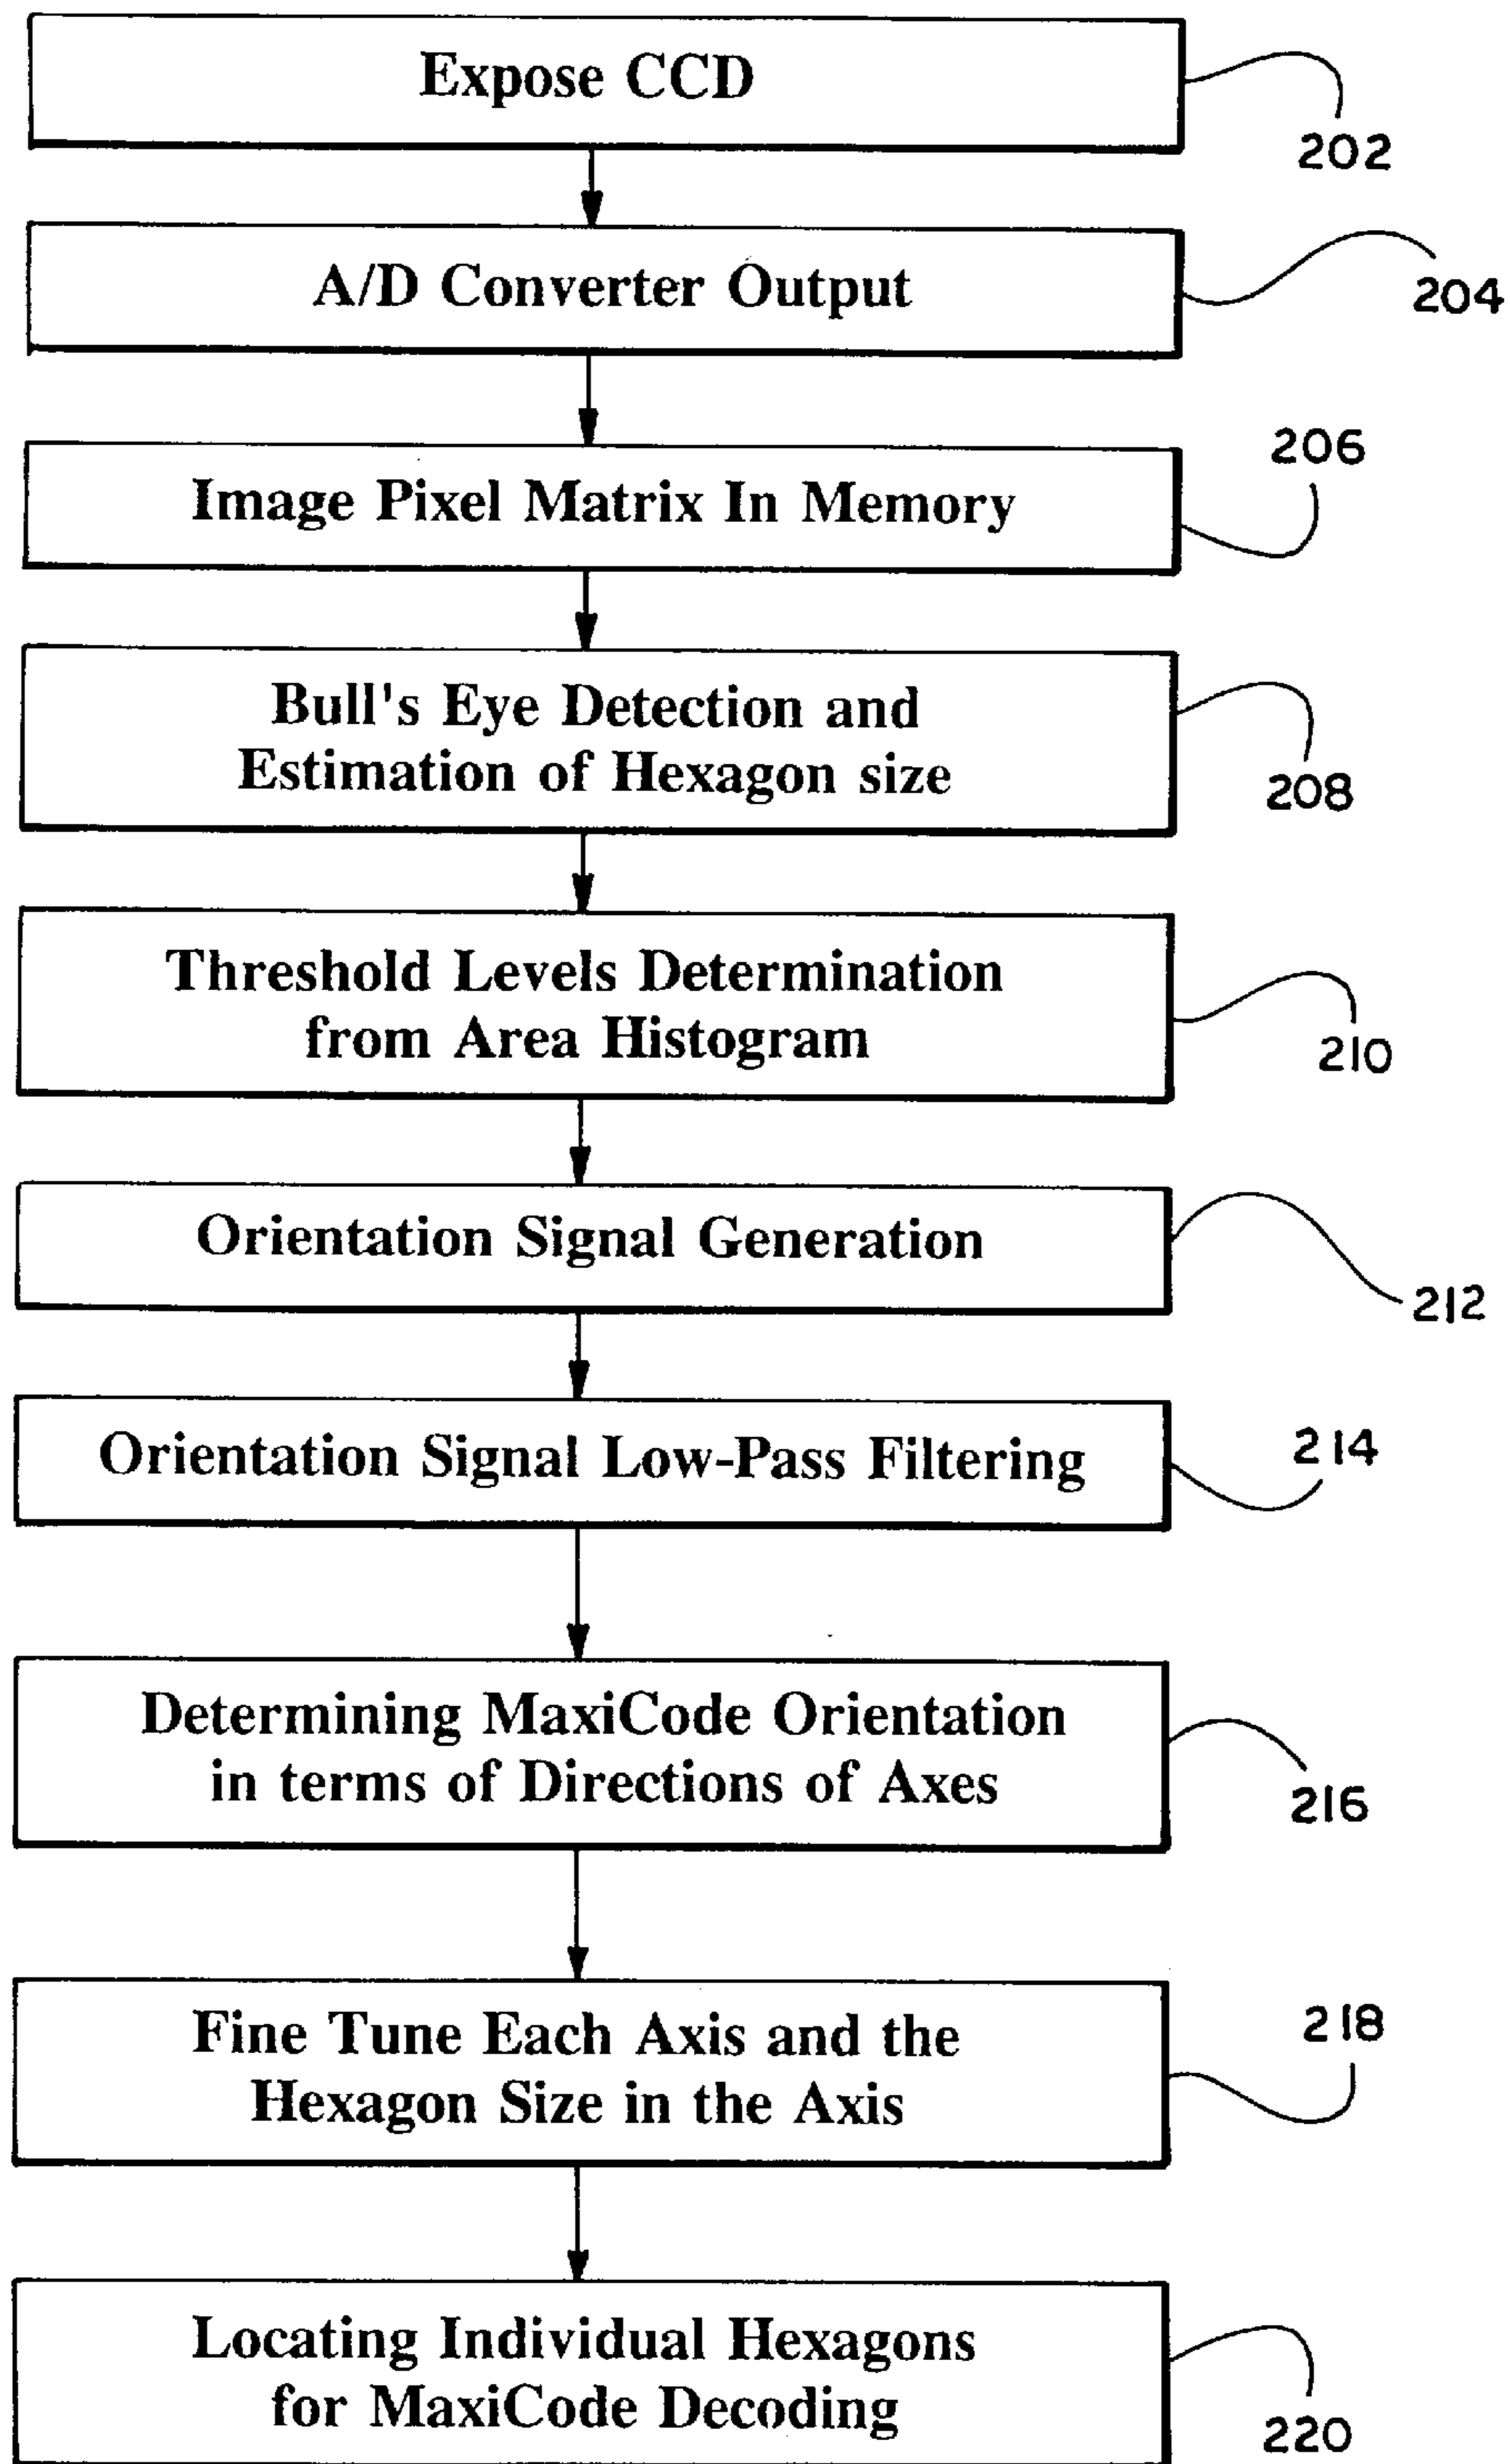 Expose CCD
202
A/D Converter Output
204
Image Pixel Matrix In Memory
206
Bull's Eye Detection and
Estimation of Hexagon size
208
Threshold Levels Determination
from Area Histogram
210
Orientation Signal Generation
212
Orientation Signal Low-Pass Filtering
214
Determining MaxiCode Orientation
in terms of Directions of Axes
216
Fine Tune Each Axis and the
Hexagon Size in the Axis
218
Locating Individual Hexagons
for MaxiCode Decoding
220